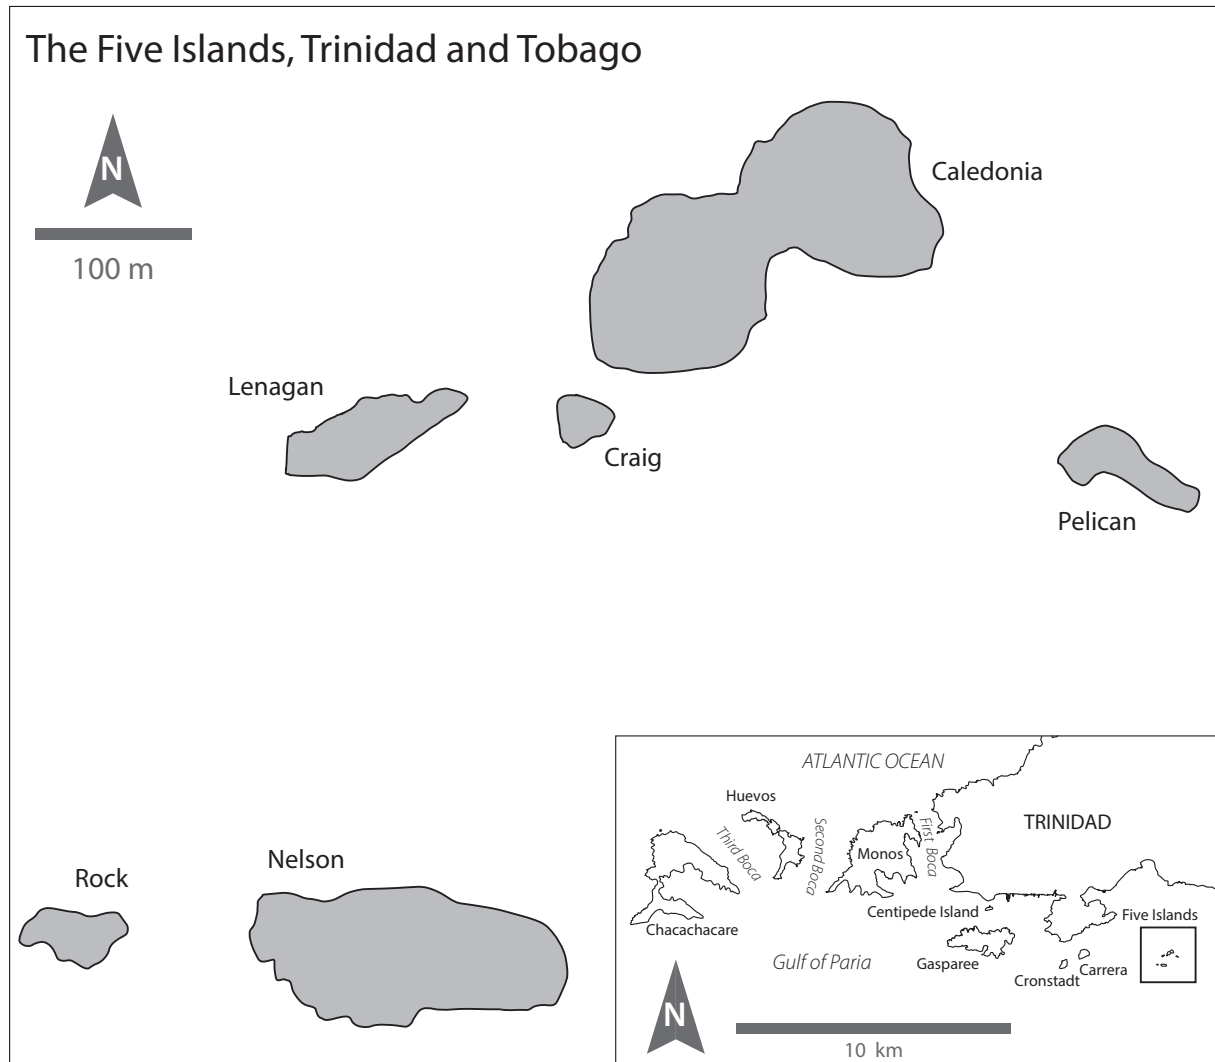 The Five Islands, Trinidad and Tobago
N
100 m
Caledonia
Lenagan
Craig
Pelican
Rock
Nelson
ATLANTIC OCEAN
Huevos
TRINIDAD
Third Boca
Second Boca
First Boca
Monos
Centipede Island
Five Islands
Chacachacare
Gulf of Paria
Gasparee
Carrera
Cronstadt
N
10 km